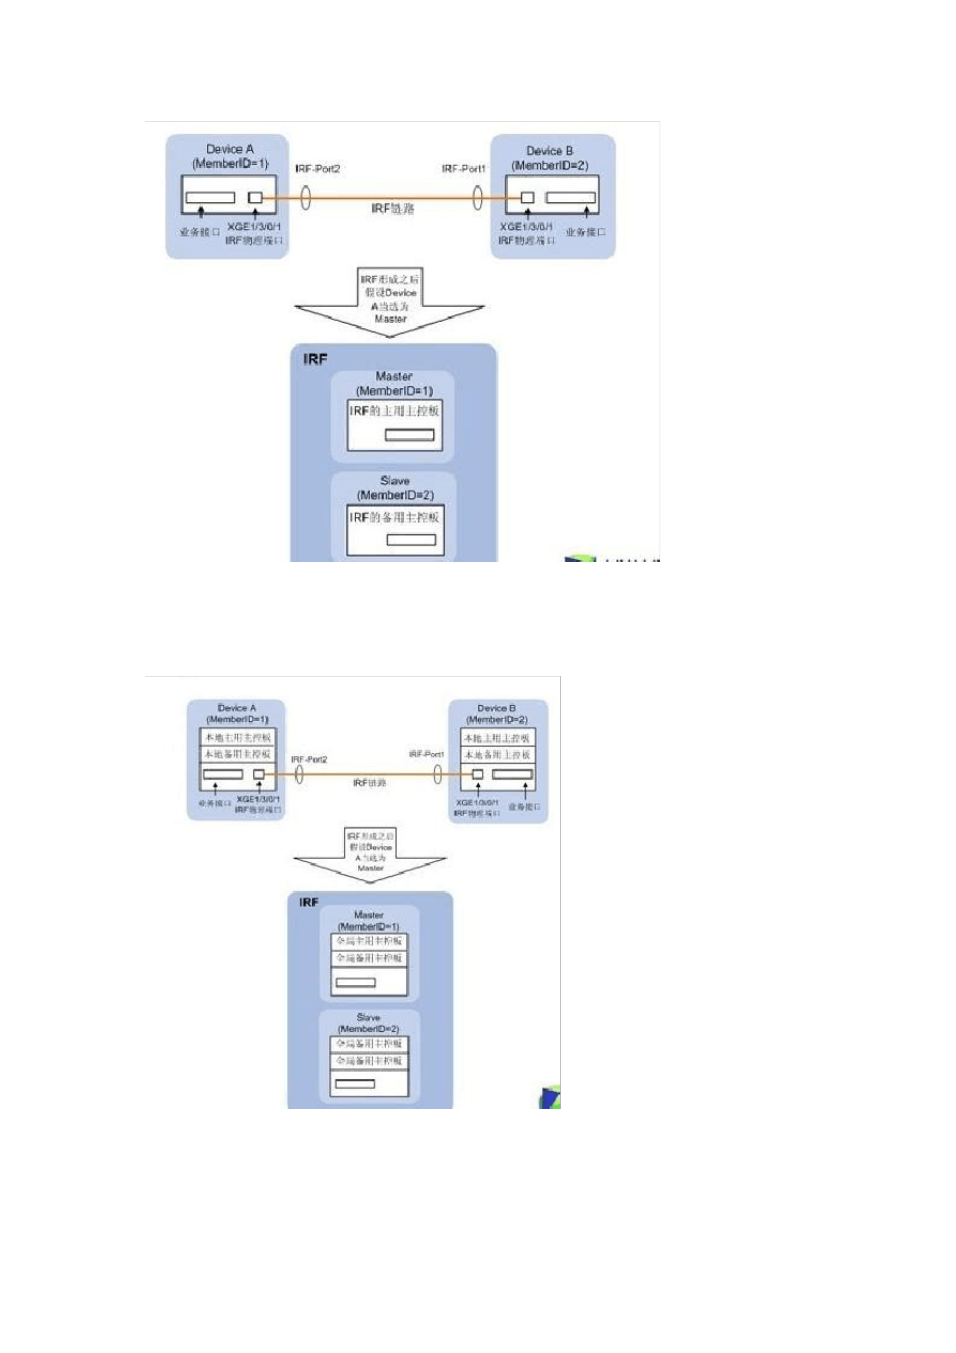 Device A
(MemberID=1)
Device B
(MemberID=2)
IRF-Port2
IRF-Port1
IRF链路
业务接口
XGE1/3/0/1
IRF物理端口
XGE1/3/0/1
IRF物理端口
业务接口
IRF形成之后
假设Device
A当选为
Master
IRF
Master
(MemberID=1)
IRF的主用主控板
Slave
(MemberID=2)
IRF的备用主控板
Device A
(MemberID=1)
本地主用主控板
本地备用主控板
Device B
(MemberID=2)
本地主用主控板
本地备用主控板
IRF-Port2
IRF-Port1
IRF链路
业务接口
XGE1/3/0/1
IRF物理端口
XGE1/3/0/1
IRF物理端口
业务接口
IRF形成之后
假设Device
A当选为
Master
IRF
Master
(MemberID=1)
全局主用主控板
全局备用主控板
Slave
(MemberID=2)
全局备用主控板
全局备用主控板